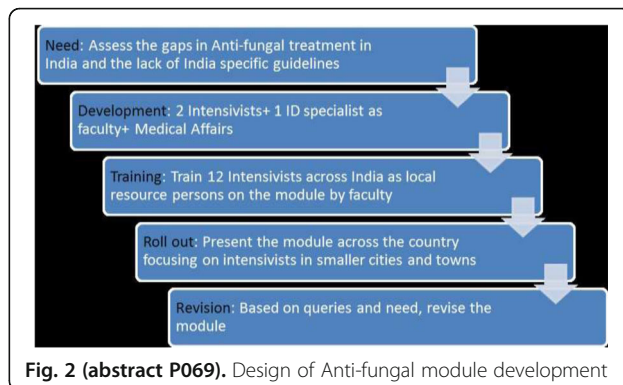 Need: Assess the gaps in Anti-fungal treatment in
India and the lack of India specific guidelines
Development: 2 Intensivists+ 1 ID specialist as
faculty+ Medical Affairs
Training: Train 12 Intensivists across India as local
resource persons on the module by faculty
Roll out: Present the module across the country
focusing on intensivists in smaller cities and towns
Revision: Based on queries and need, revise the
module
Fig. 2 (abstract P069). Design of Anti-fungal module development